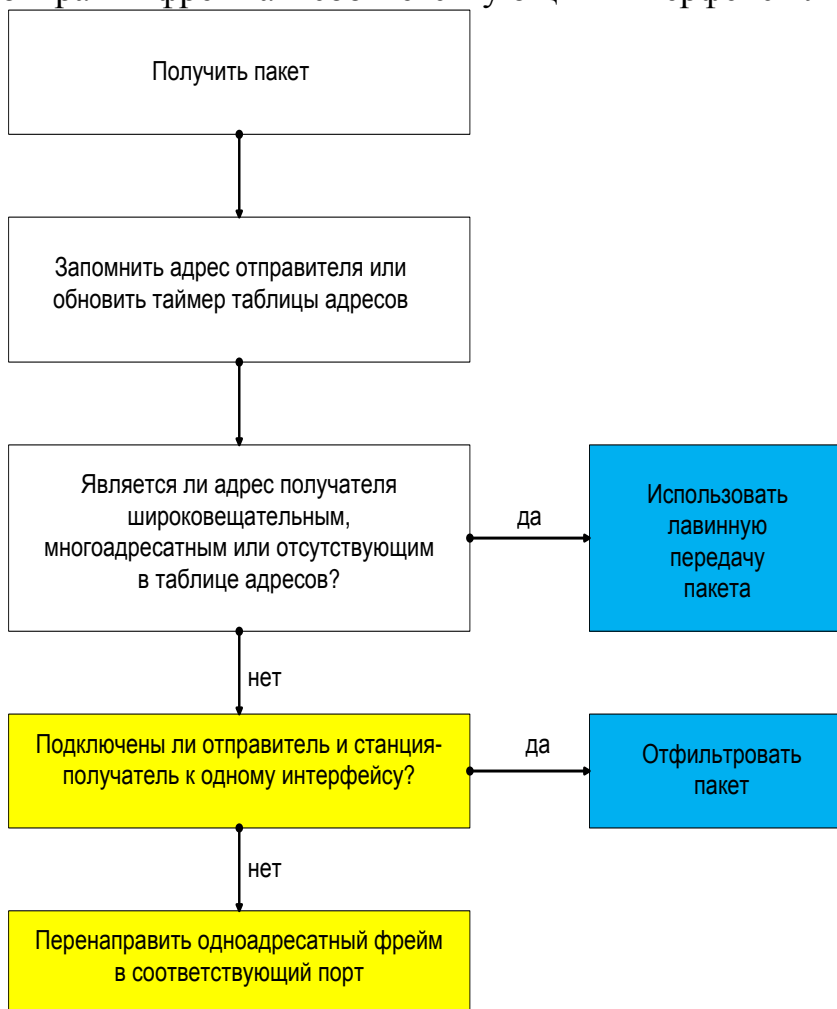 Получить пакет
Запомнить адрес отправителя или
обновить таймер таблицы адресов
Является ли адрес получателя
широковещательным,
многоадресатным или отсутствующим
в таблице адресов?
да
Использовать
лавинную
передачу
пакета
нет
Подключены ли отправитель и станция-
получатель к одному интерфейсу?
да
Отфильтровать
пакет
нет
Перенаправить одноадресатный фрейм
в соответствующий порт